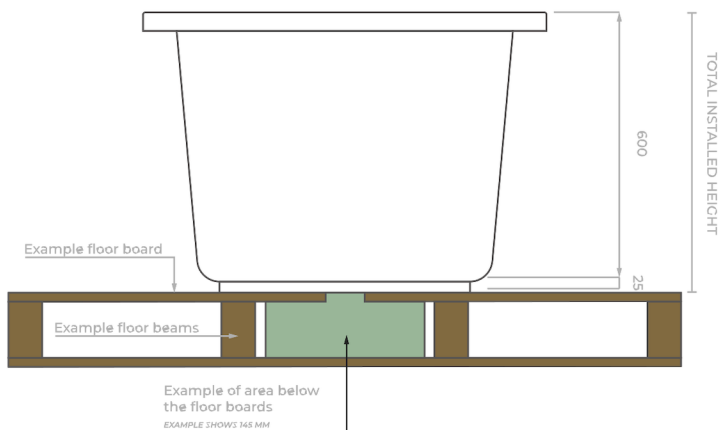 600
TOTAL INSTALLED HEIGHT
Example floor board
25
Example floor beams
Example of area below
the floor boards
EXAMPLE SHOWS 145 MM